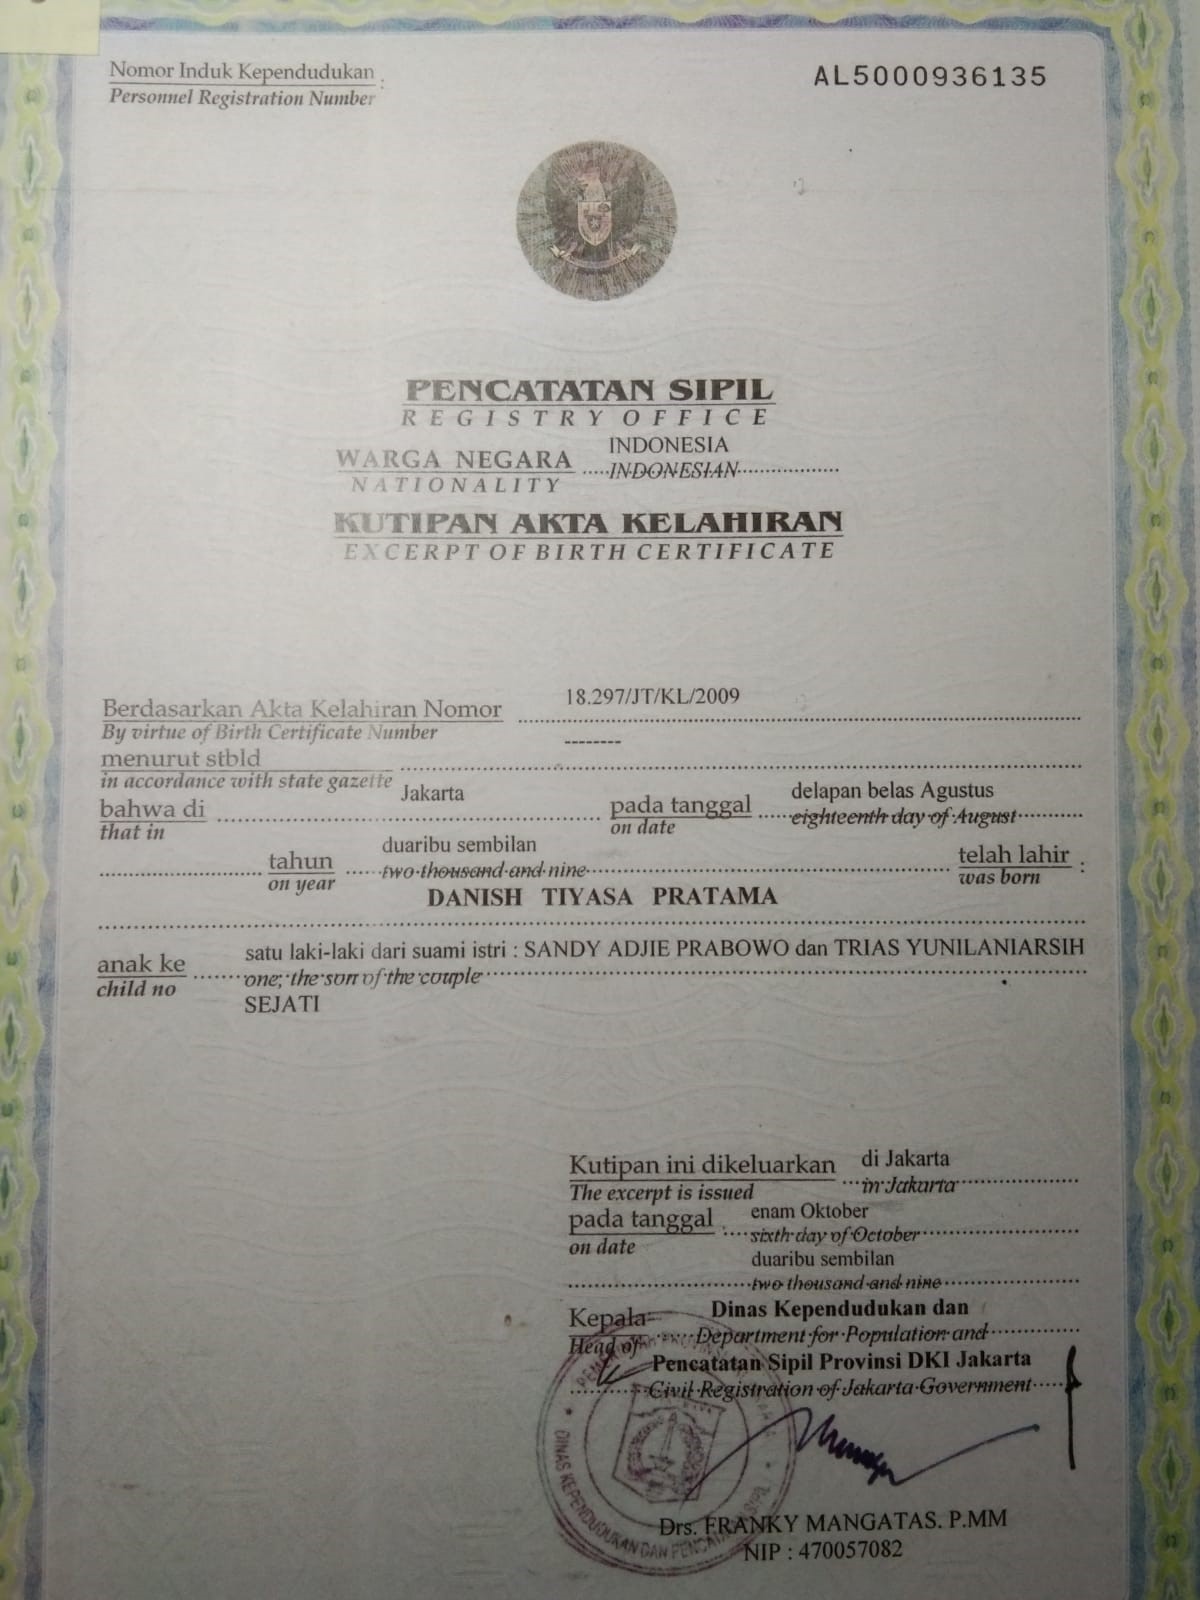 Nomor Induk Kependudukan :
Personnel Registration Number
AL5000936135
PENCATATAN SIPIL
REGISTRY OFFICE
WARGA NEGARA INDONESIA
NATIONALITY INDONESIAN
KUTIPAN AKTA KELAHIRAN
EXCERPT OF BIRTH CERTIFICATE
Berdasarkan Akta Kelahiran Nomor 18.297/JT/KL/2009
By virtue of Birth Certificate Number
menurut stbld --------
in accordance with state gazette
bahwa di Jakarta pada tanggal delapan belas Agustus
that in on date eighteenth day of August
tahun duaribu sembilan telah lahir :
on year two thousand and nine was born
DANISH TIYASA PRATAMA
anak ke satu laki-laki dari suami istri : SANDY ADJIE PRABOWO dan TRIAS YUNILANIARSIH
child no one, the son of the couple
SEJATI
Kutipan ini dikeluarkan di Jakarta
The excerpt is issued in Jakarta
pada tanggal enam Oktober
on date sixth day of October
duaribu sembilan
two thousand and nine
Kepala Dinas Kependudukan dan
Head of Department for Population and
Pencatatan Sipil Provinsi DKI Jakarta
Civil Registration of Jakarta Government
DINAS KEPENDUDUKAN DAN PENCATATAN SIPIL
Drs. FRANKY MANGATAS. P.MM
NIP : 470057082